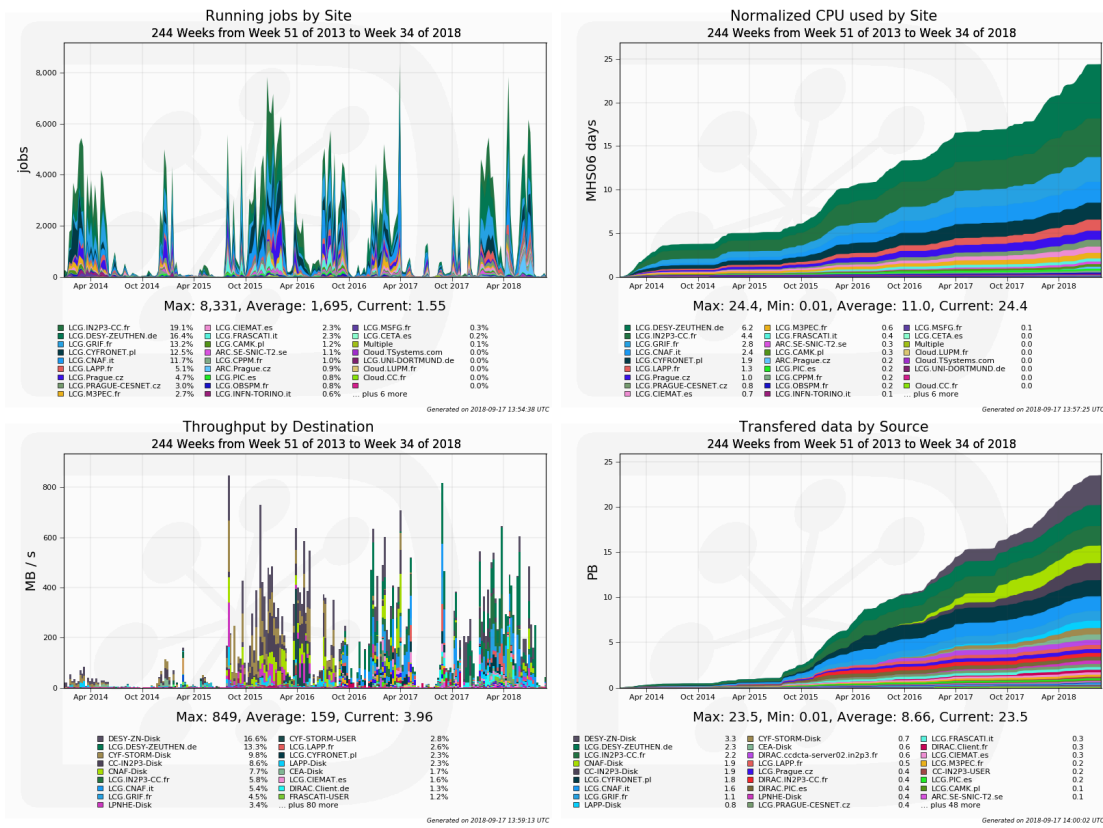 Running jobs by Site
244 Weeks from Week 51 of 2013 to Week 34 of 2018
8,000
6,000
4,000
2,000
0
jobs
Apr 2014 Oct 2014 Apr 2015 Oct 2015 Apr 2016 Oct 2016 Apr 2017 Oct 2017 Apr 2018
Max: 8,331, Average: 1,695, Current: 1.55
LCG.IN2P3-CC.fr 19.1% LCG.CIEMAT.es 2.3% LCG.MSFG.fr 0.3%
LCG.DESY-ZEUTHEN.de 16.4% LCG.FRASCATI.it 2.3% LCG.CETA.es 0.2%
LCG.GRIF.fr 13.2% LCG.CAMK.pl 1.2% Multiple 0.1%
LCG.CYFRONET.pl 12.5% ARC.SE-SNIC-T2.se 1.1% Cloud.TSystems.com 0.0%
LCG.CNAF.it 11.7% LCG.CPPM.fr 1.0% LCG.UNI-DORTMUND.de 0.0%
LCG.LAPP.fr 5.1% ARC.Prague.cz 0.9% Cloud.LUPM.fr 0.0%
LCG.Prague.cz 4.7% LCG.PIC.es 0.8% Cloud.CC.fr 0.0%
LCG.PRAGUE-CESNET.cz 3.0% LCG.OBSPM.fr 0.8% 0.0%
LCG.M3PEC.fr 2.7% LCG.INFN-TORINO.it 0.6% ... plus 6 more
Generated on 2018-09-17 13:54:38 UTC
Normalized CPU used by Site
244 Weeks from Week 51 of 2013 to Week 34 of 2018
25
20
15
10
5
0
MHS06 days
Apr 2014 Oct 2014 Apr 2015 Oct 2015 Apr 2016 Oct 2016 Apr 2017 Oct 2017 Apr 2018
Max: 24.4, Min: 0.01, Average: 11.0, Current: 24.4
LCG.DESY-ZEUTHEN.de 6.2 LCG.M3PEC.fr 0.6 LCG.MSFG.fr 0.1
LCG.IN2P3-CC.fr 4.4 LCG.FRASCATI.it 0.4 LCG.CETA.es 0.0
LCG.GRIF.fr 2.8 ARC.SE-SNIC-T2.se 0.3 Multiple 0.0
LCG.CNAF.it 2.4 LCG.CAMK.pl 0.3 Cloud.LUPM.fr 0.0
LCG.CYFRONET.pl 1.9 ARC.Prague.cz 0.2 Cloud.TSystems.com 0.0
LCG.LAPP.fr 1.3 LCG.PIC.es 0.2 LCG.UNI-DORTMUND.de 0.0
LCG.Prague.cz 1.0 LCG.CPPM.fr 0.2 0.0
LCG.PRAGUE-CESNET.cz 0.8 LCG.OBSPM.fr 0.2 Cloud.CC.fr 0.0
LCG.CIEMAT.es 0.7 LCG.INFN-TORINO.it 0.1 ... plus 6 more
Generated on 2018-09-17 13:57:25 UTC
Throughput by Destination
244 Weeks from Week 51 of 2013 to Week 34 of 2018
800
600
400
200
0
MB / s
Apr 2014 Oct 2014 Apr 2015 Oct 2015 Apr 2016 Oct 2016 Apr 2017 Oct 2017 Apr 2018
Max: 849, Average: 159, Current: 3.96
DESY-ZN-Disk 16.6% CYF-STORM-USER 2.8%
LCG.DESY-ZEUTHEN.de 13.3% LCG.LAPP.fr 2.6%
CYF-STORM-Disk 9.8% LCG.CYFRONET.pl 2.3%
CC-IN2P3-Disk 8.6% LAPP-Disk 2.3%
CNAF-Disk 7.7% CEA-Disk 1.7%
LCG.IN2P3-CC.fr 5.8% LCG.CIEMAT.es 1.6%
LCG.CNAF.it 5.4% DIRAC.Client.de 1.3%
LCG.GRIF.fr 4.5% FRASCATI-USER 1.2%
LPNHE-Disk 3.4% ... plus 80 more
Generated on 2018-09-17 13:59:13 UTC
Transfered data by Source
244 Weeks from Week 51 of 2013 to Week 34 of 2018
25
20
15
10
5
0
PB
Apr 2014 Oct 2014 Apr 2015 Oct 2015 Apr 2016 Oct 2016 Apr 2017 Oct 2017 Apr 2018
Max: 23.5, Min: 0.01, Average: 8.66, Current: 23.5
DESY-ZN-Disk 3.3 CYF-STORM-Disk 0.7 LCG.FRASCATI.it 0.3
LCG.DESY-ZEUTHEN.de 2.3 CEA-Disk 0.6 DIRAC.Client.fr 0.3
LCG.IN2P3-CC.fr 2.2 DIRAC.ccdcta-server02.in2p3.fr 0.6 LCG.CIEMAT.es 0.3
CNAF-Disk 1.9 LCG.LAPP.fr 0.5 LCG.M3PEC.fr 0.2
CC-IN2P3-Disk 1.9 LCG.Prague.cz 0.4 CC-IN2P3-USER 0.2
LCG.CYFRONET.pl 1.8 DIRAC.IN2P3-CC.fr 0.4 LCG.PIC.es 0.2
LCG.CNAF.it 1.6 DIRAC.PIC.es 0.4 LCG.CAMK.pl 0.1
LCG.GRIF.fr 1.1 LPNHE-Disk 0.4 ARC.SE-SNIC-T2.se 0.1
LAPP-Disk 0.8 LCG.PRAGUE-CESNET.cz 0.4 ... plus 48 more
Generated on 2018-09-17 14:00:02 UTC